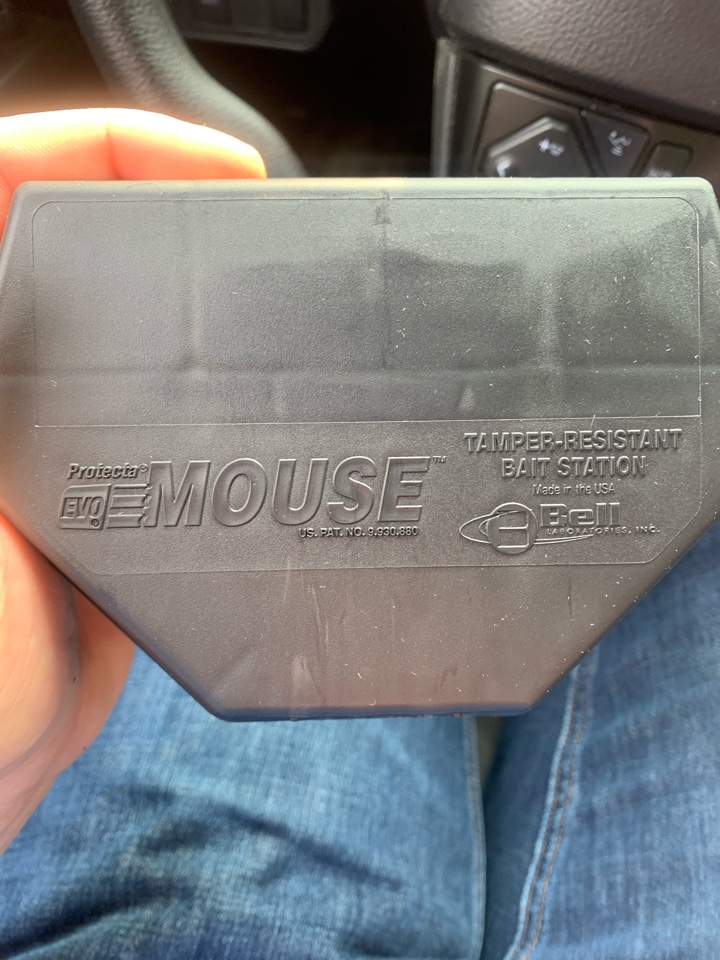 Protecta®
EVO®
MOUSE™
US. PAT. NO. 9,930,880
TAMPER-RESISTANT
BAIT STATION
Made in the USA
Bell
LABORATORIES, INC.